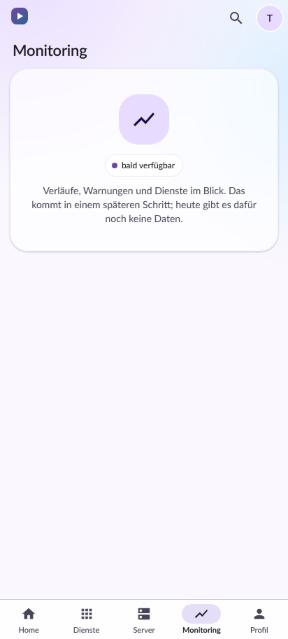 T
Monitoring
bald verfügbar
Verläufe, Warnungen und Dienste im Blick. Das
kommt in einem späteren Schritt; heute gibt es dafür
noch keine Daten.
Home
Dienste
Server
Monitoring
Profil